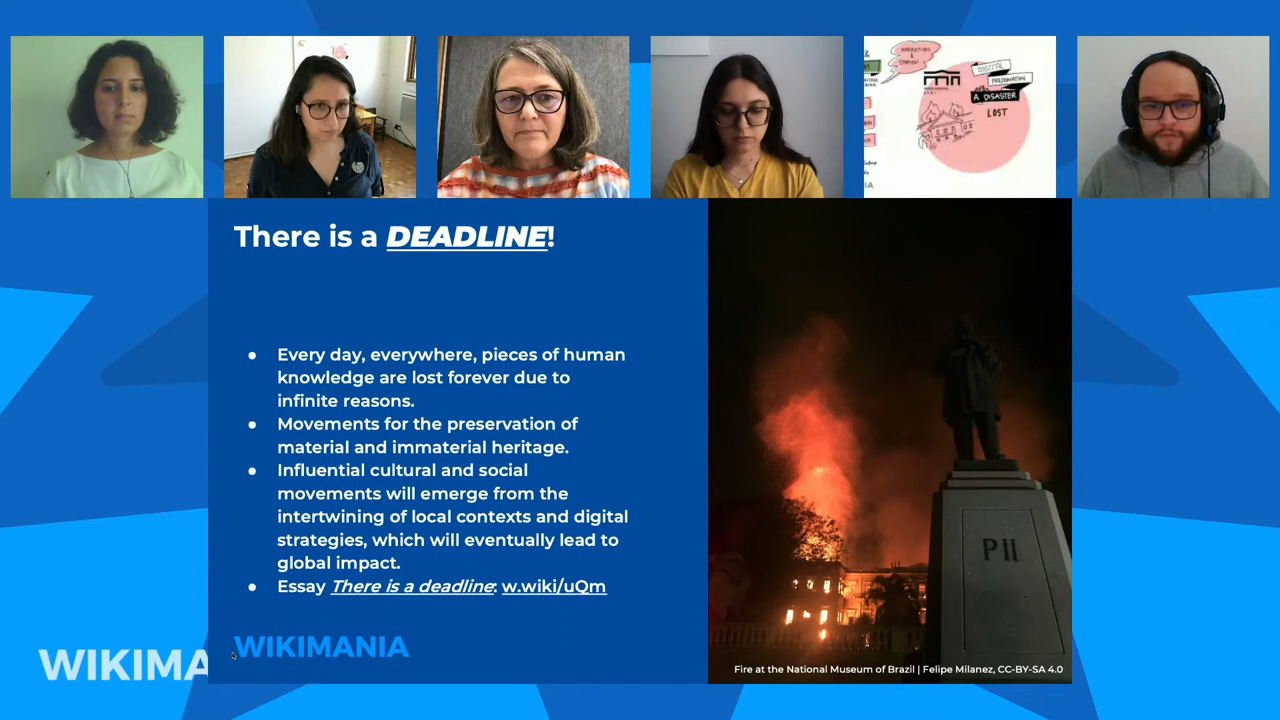 NARRATIVES
&
DIGITAL
PRESERVATION
A DISASTER
LOST
There is a DEADLINE!
● Every day, everywhere, pieces of human
knowledge are lost forever due to
infinite reasons.
● Movements for the preservation of
material and immaterial heritage.
● Influential cultural and social
movements will emerge from the
intertwining of local contexts and digital
strategies, which will eventually lead to
global impact.
● Essay There is a deadline: w.wiki/uQm
PII
WIKIMANIA
WIKIMA
Fire at the National Museum of Brazil | Felipe Milanez, CC-BY-SA 4.0